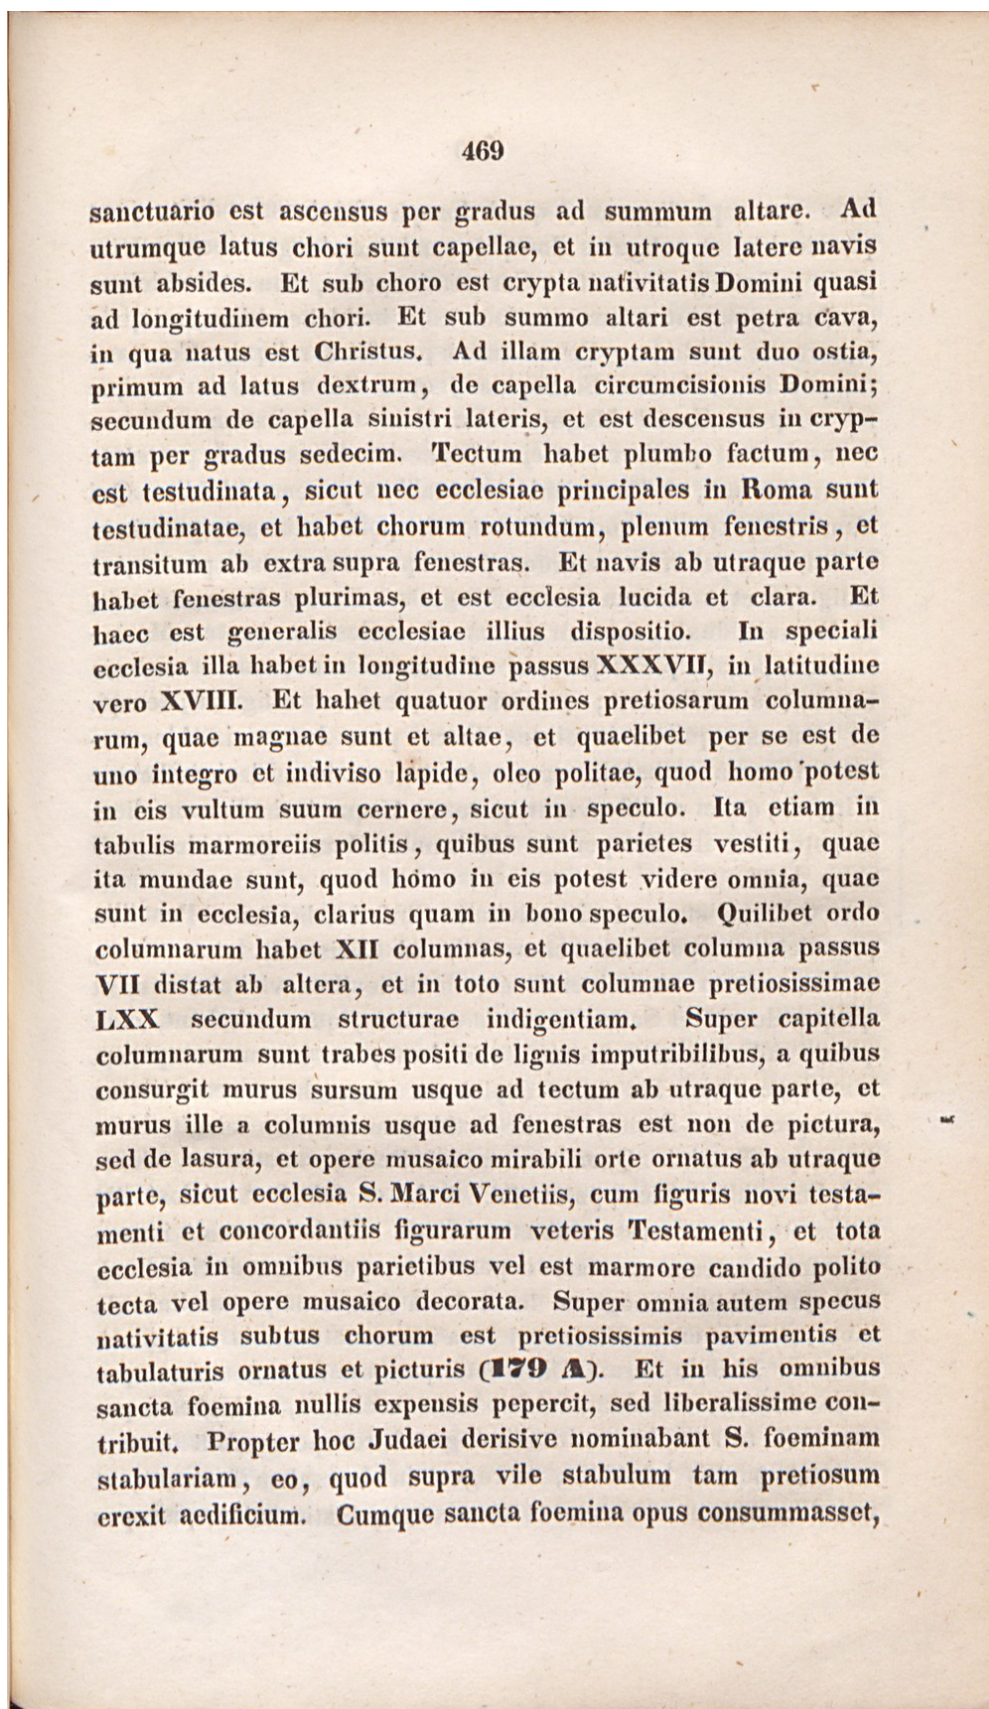 469
sanctuario est ascensus per gradus ad summum altare. Ad
utrumque latus chori sunt capellae, et in utroque latere navis
sunt absides. Et sub choro est crypta nativitatis Domini quasi
ad longitudinem chori. Et sub summo altari est petra cava,
in qua natus est Christus. Ad illam cryptam sunt duo ostia,
primum ad latus dextrum, de capella circumcisionis Domini;
secundum de capella sinistri lateris, et est descensus in cryp-
tam per gradus sedecim. Tectum habet plumbo factum, nec
est testudinata, sicut nec ecclesiae principales in Roma sunt
testudinatae, et habet chorum rotundum, plenum fenestris, et
transitum ab extra supra fenestras. Et navis ab utraque parte
habet fenestras plurimas, et est ecclesia lucida et clara. Et
haec est generalis ecclesiae illius dispositio. In speciali
ecclesia illa habet in longitudine passus XXXVII, in latitudine
vero XVIII. Et habet quatuor ordines pretiosarum columna-
rum, quae magnae sunt et altae, et quaelibet per se est de
uno integro et indiviso lapide, oleo politae, quod homo potest
in eis vultum suum cernere, sicut in speculo. Ita etiam in
tabulis marmoreiis politis, quibus sunt parietes vestiti, quae
ita mundae sunt, quod homo in eis potest videre omnia, quae
sunt in ecclesia, clarius quam in bono speculo. Quilibet ordo
columnarum habet XII columnas, et quaelibet columna passus
VII distat ab altera, et in toto sunt columnae pretiosissimae
LXX secundum structurae indigentiam. Super capitella
columnarum sunt trabes positi de lignis imputribilibus, a quibus
consurgit murus sursum usque ad tectum ab utraque parte, et
murus ille a columnis usque ad fenestras est non de pictura,
sed de lasura, et opere musaico mirabili orte ornatus ab utraque
parte, sicut ecclesia S. Marci Venetiis, cum figuris novi testa-
menti et concordantiis figurarum veteris Testamenti, et tota
ecclesia in omnibus parietibus vel est marmore candido polito
tecta vel opere musaico decorata. Super omnia autem specus
nativitatis subtus chorum est pretiosissimis pavimentis et
tabulaturis ornatus et picturis (179 A). Et in his omnibus
sancta foemina nullis expensis pepercit, sed liberalissime con-
tribuit. Propter hoc Judaei derisive nominabant S. foeminam
stabulariam, eo, quod supra vile stabulum tam pretiosum
erexit aedificium. Cumque sancta foemina opus consummasset,